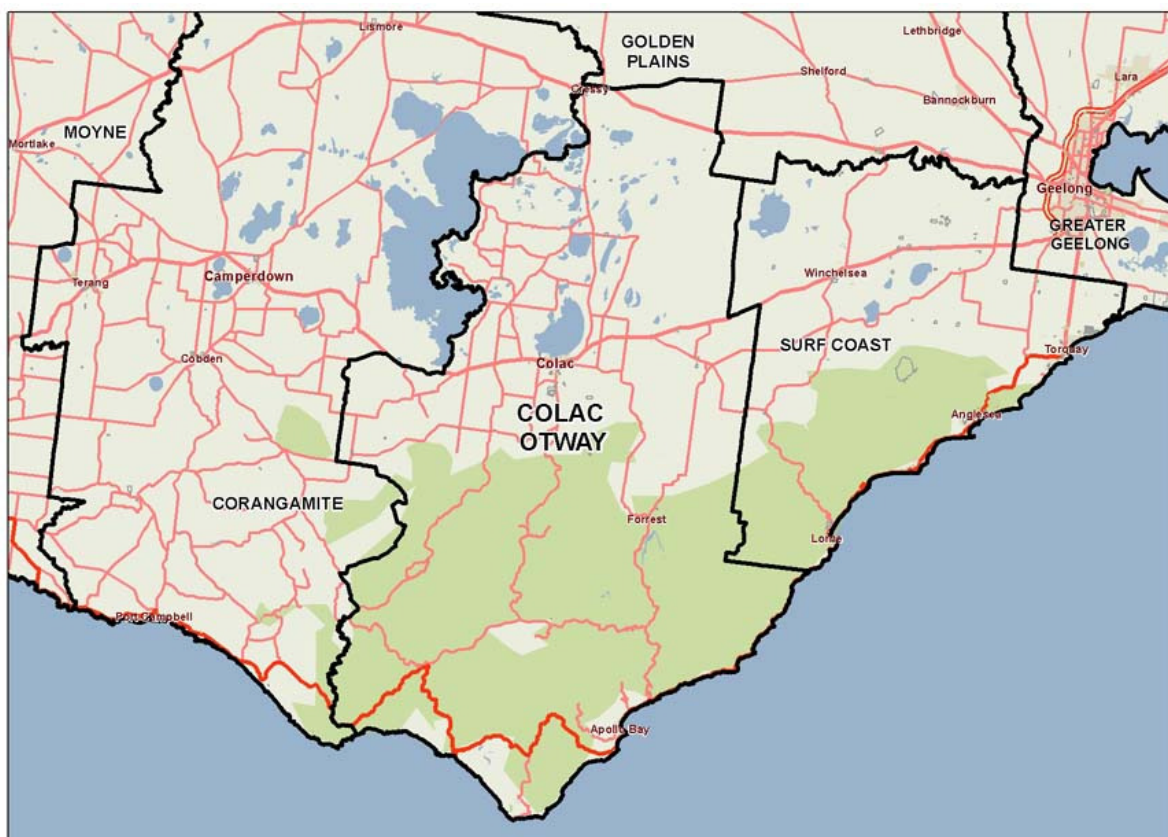 Lismore
GOLDEN
PLAINS
Lethbridge
Shelford
Lara
Cressy
Bannockburn
MOYNE
Mortlake
Geelong
GREATER
GEELONG
Camperdown
Terang
Winchelsea
SURF COAST
Torquay
Cobden
Colac
COLAC
OTWAY
Anglesea
CORANGAMITE
Forrest
Lorne
Port Campbell
Apollo Bay